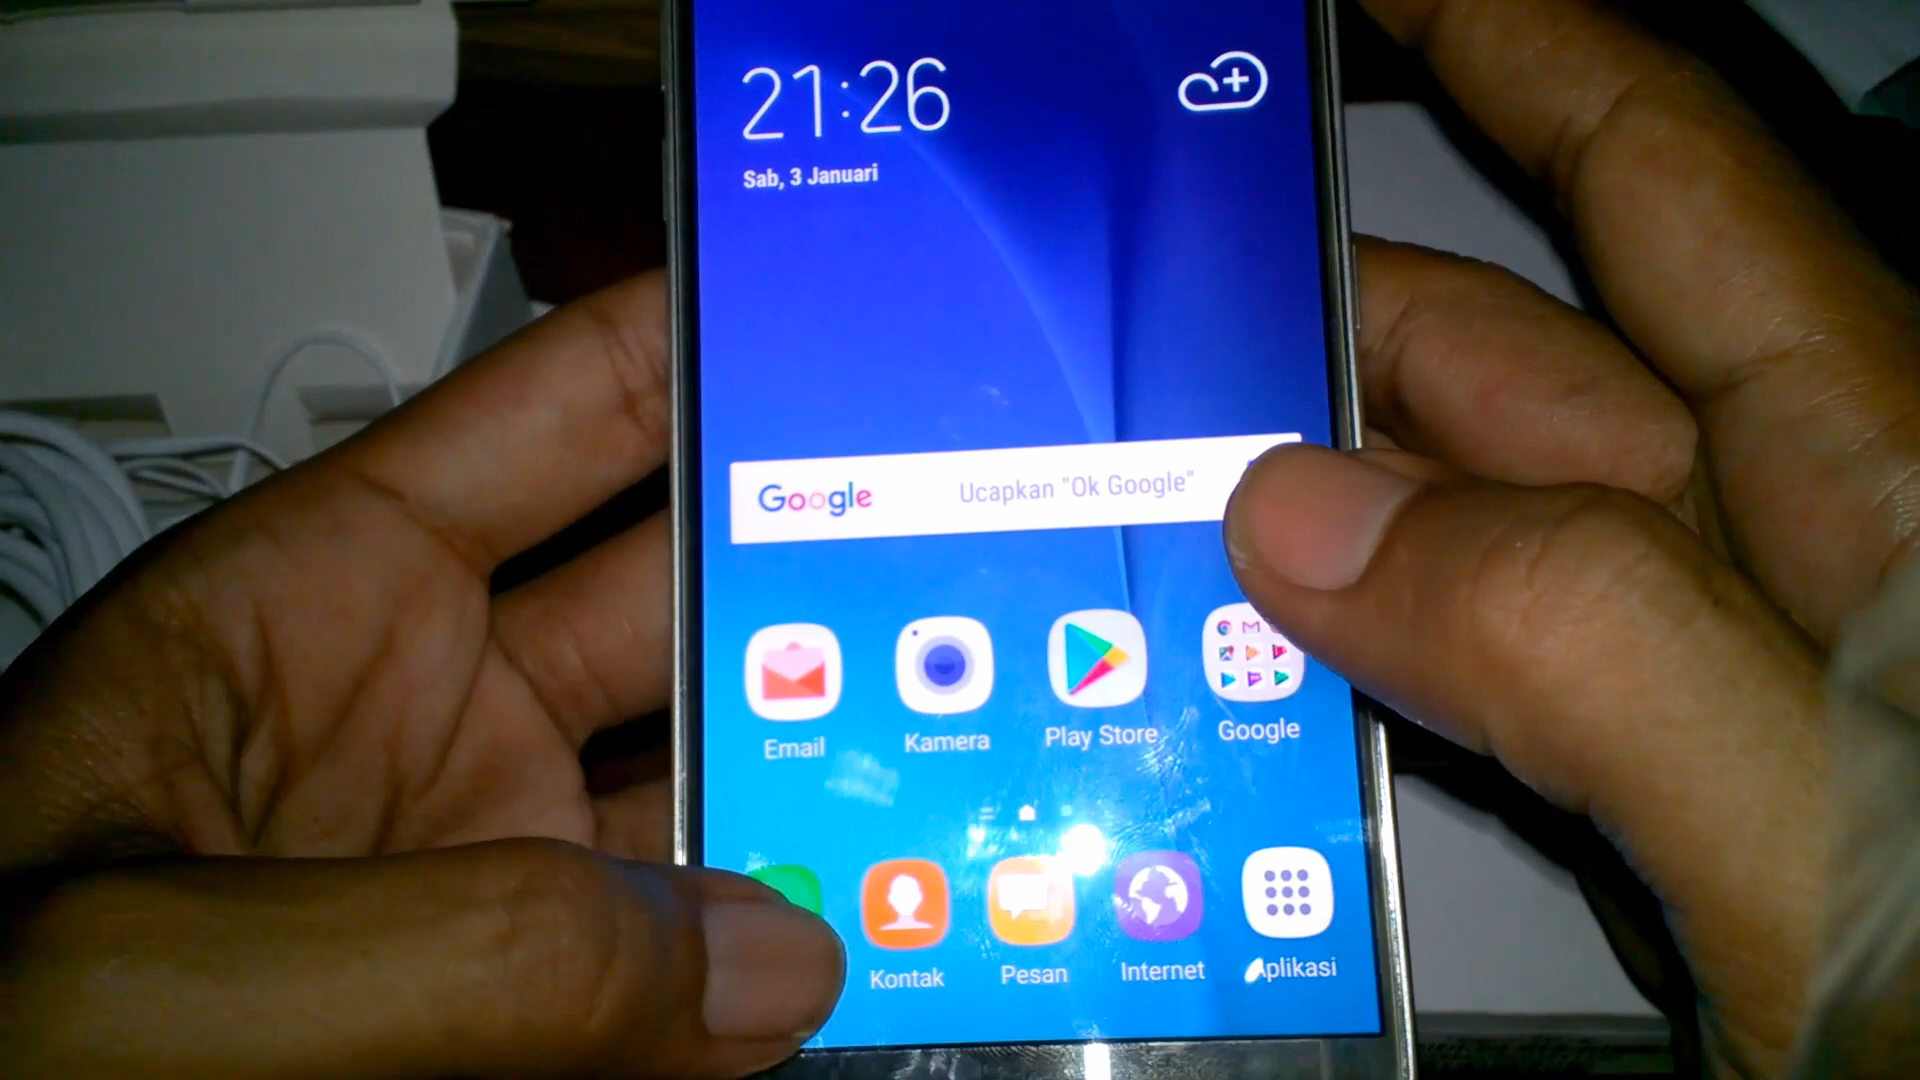 21:26
Sab, 3 Januari
Google Ucapkan "Ok Google"
Email Kamera Play Store Google
Kontak Pesan Internet Aplikasi